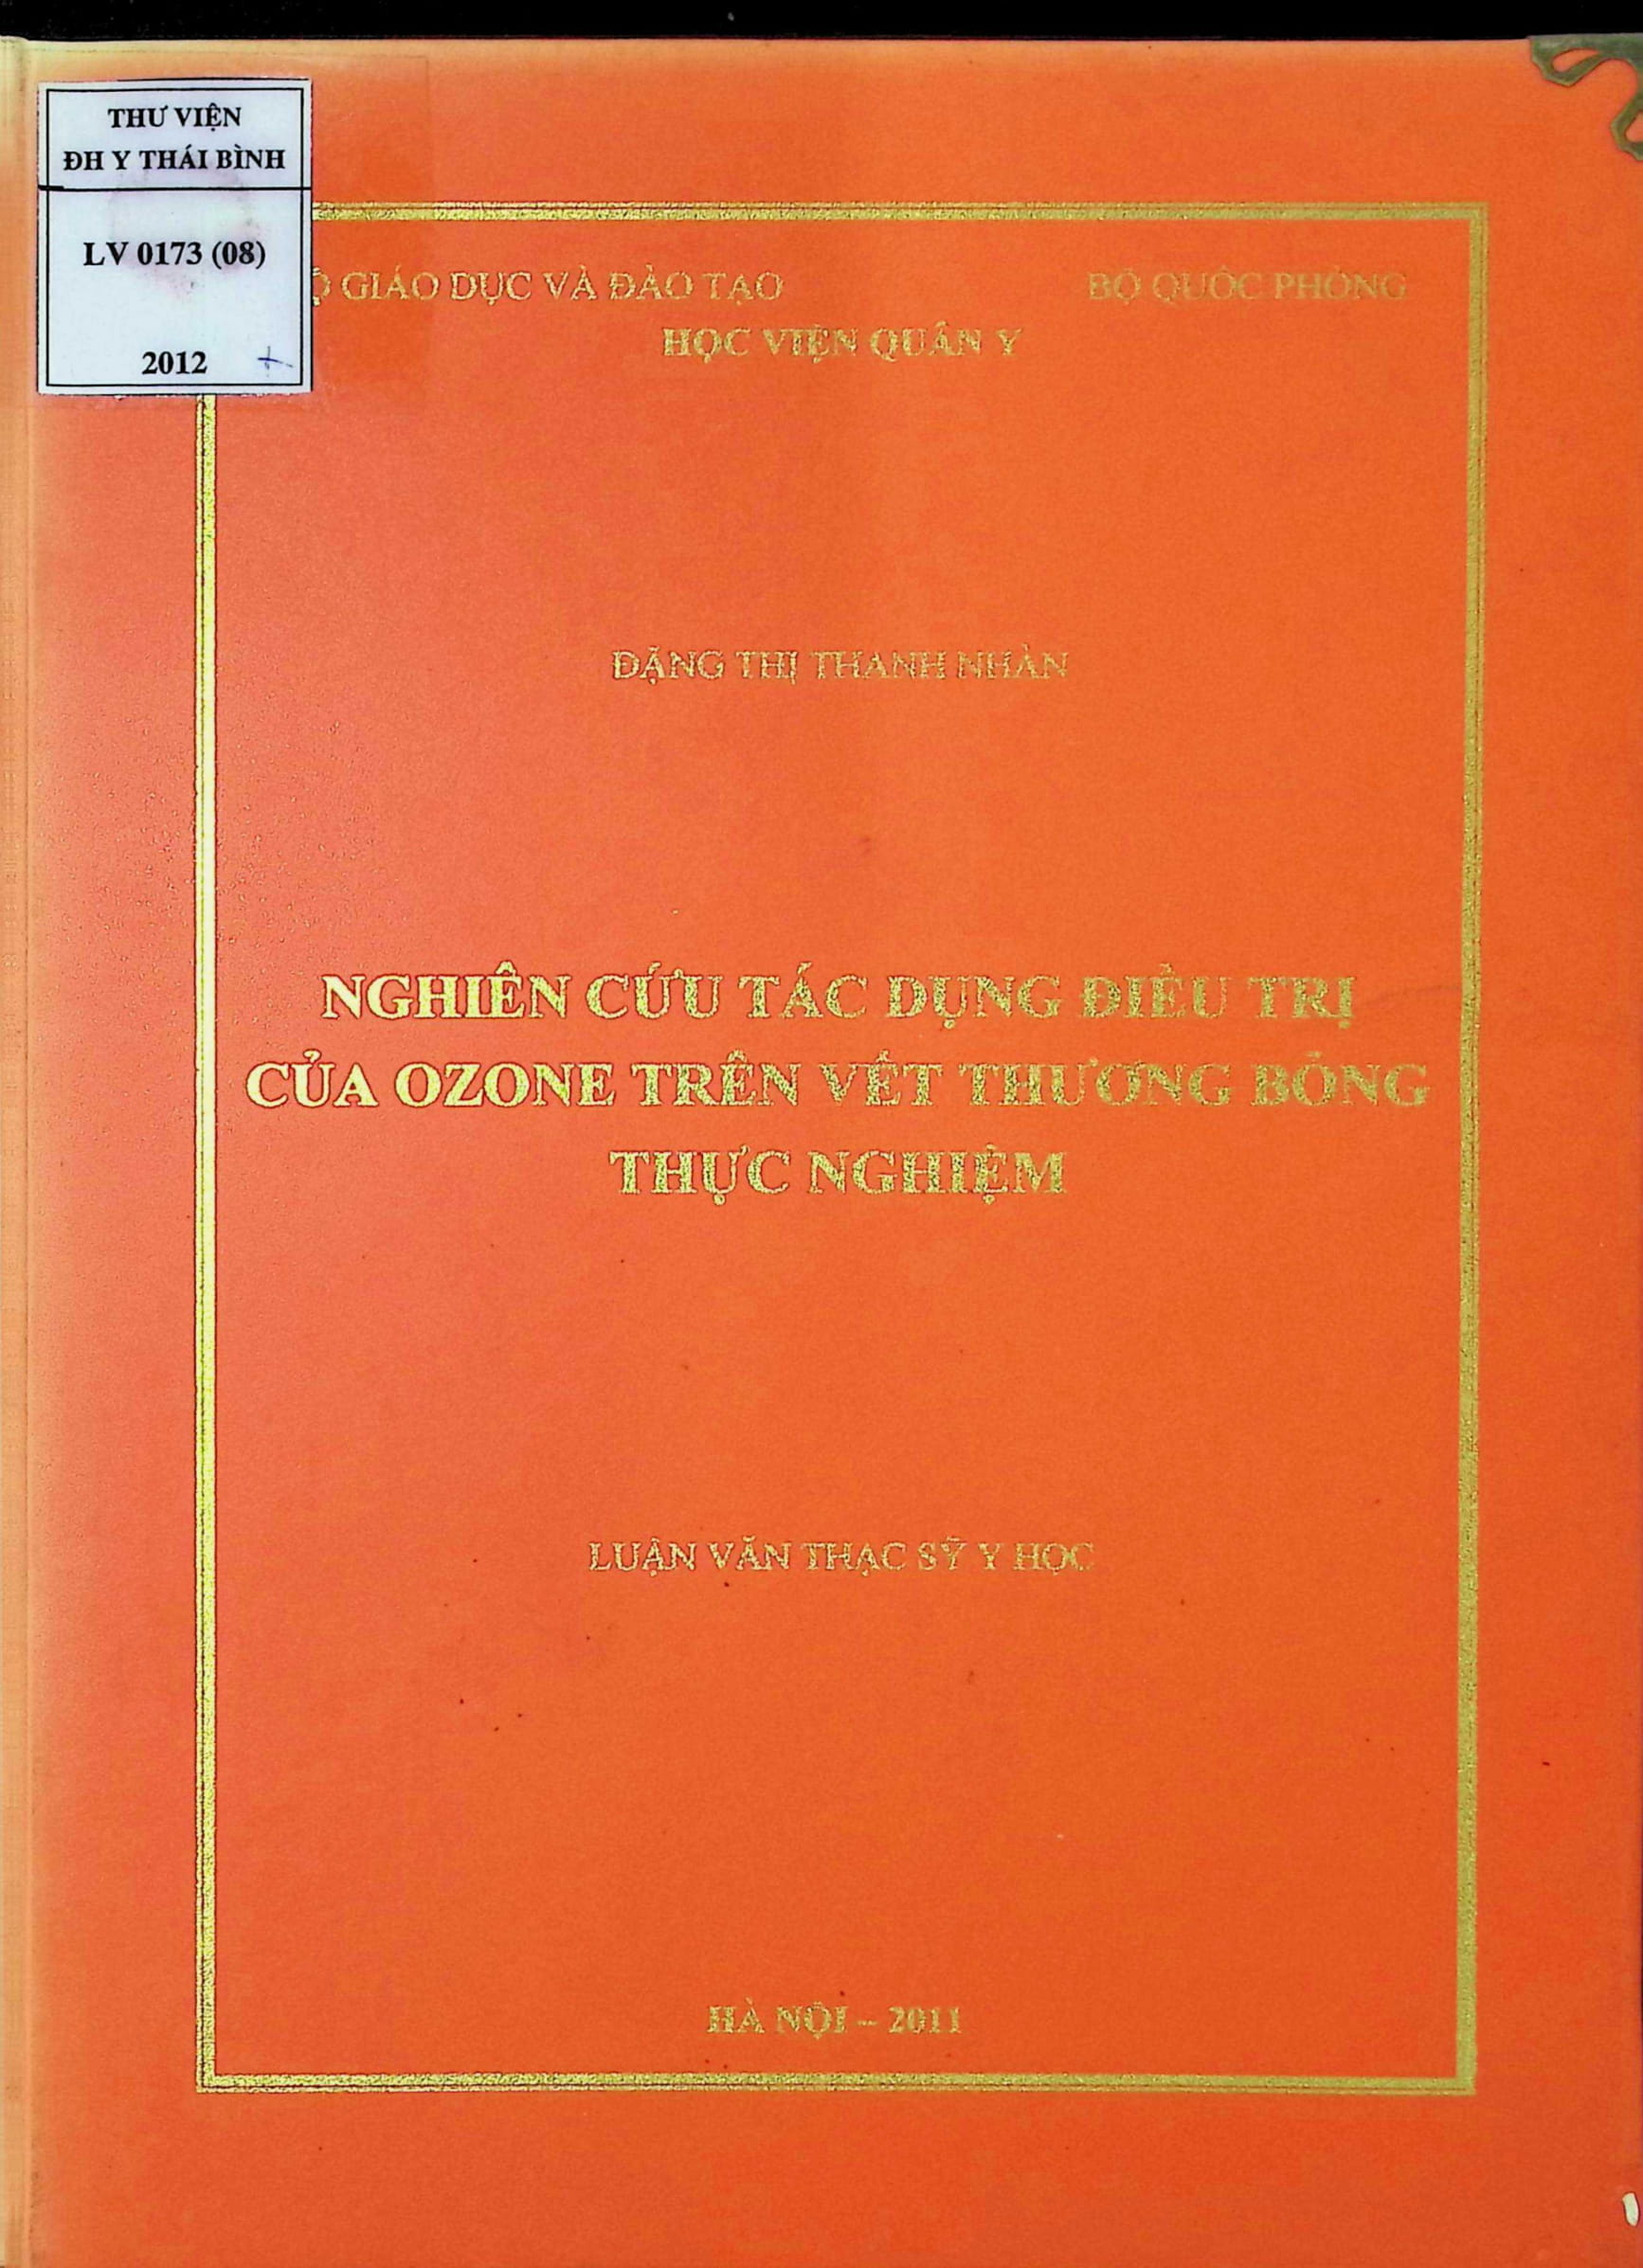 THƯ VIỆN
ĐH Y THÁI BÌNH
LV 0173 (08)
2012
Ộ GIÁO DỤC VÀ ĐÀO TẠO BỘ QUỐC PHÒNG
HỌC VIỆN QUÂN Y
ĐẶNG THỊ THANH NHÀN
NGHIÊN CỨU TÁC DỤNG ĐIỀU TRỊ
CỦA OZONE TRÊN VẾT THƯƠNG BỎNG
THỰC NGHIỆM
LUẬN VĂN THẠC SỸ Y HỌC
HÀ NỘI – 2011